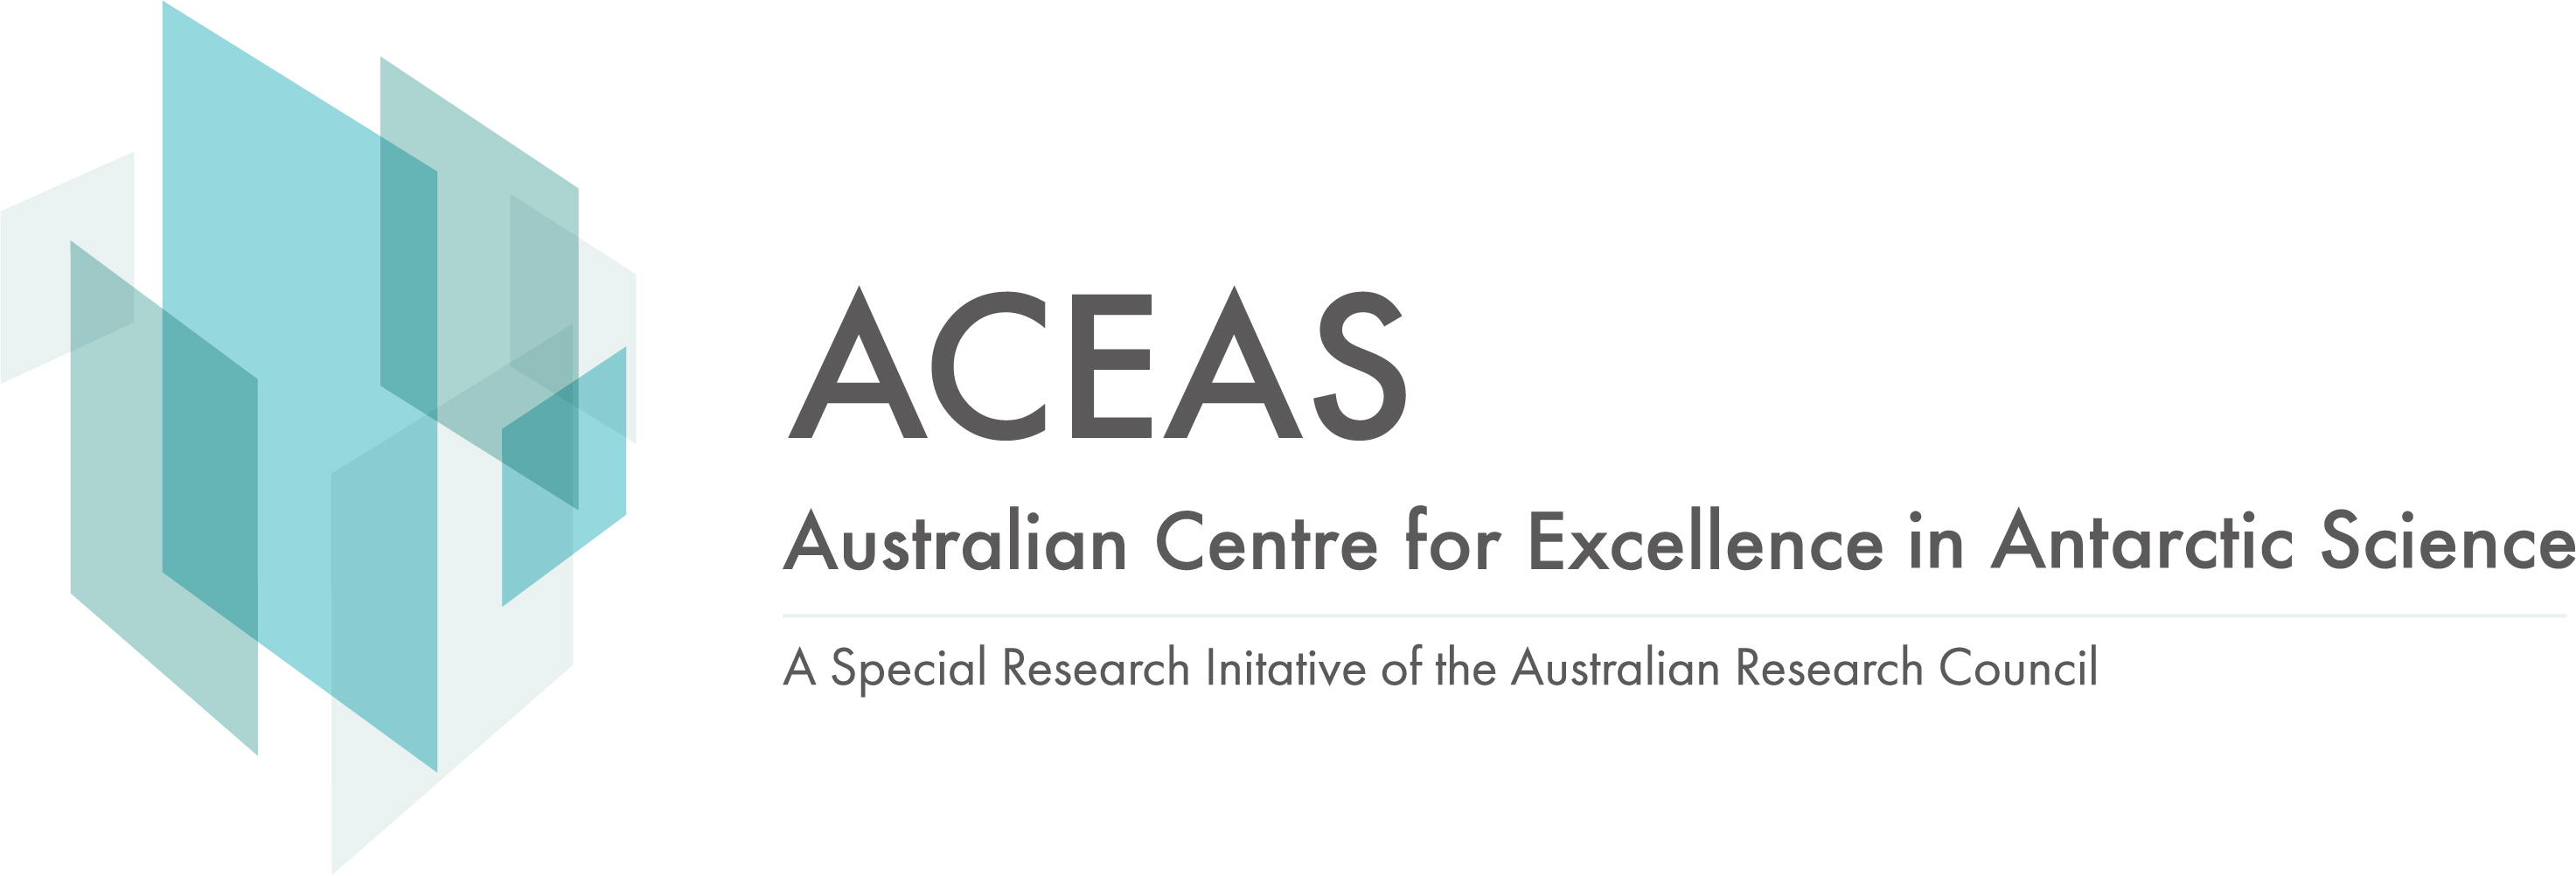 ACEAS
Australian Centre for Excellence in Antarctic Science
A Special Research Initative of the Australian Research Council